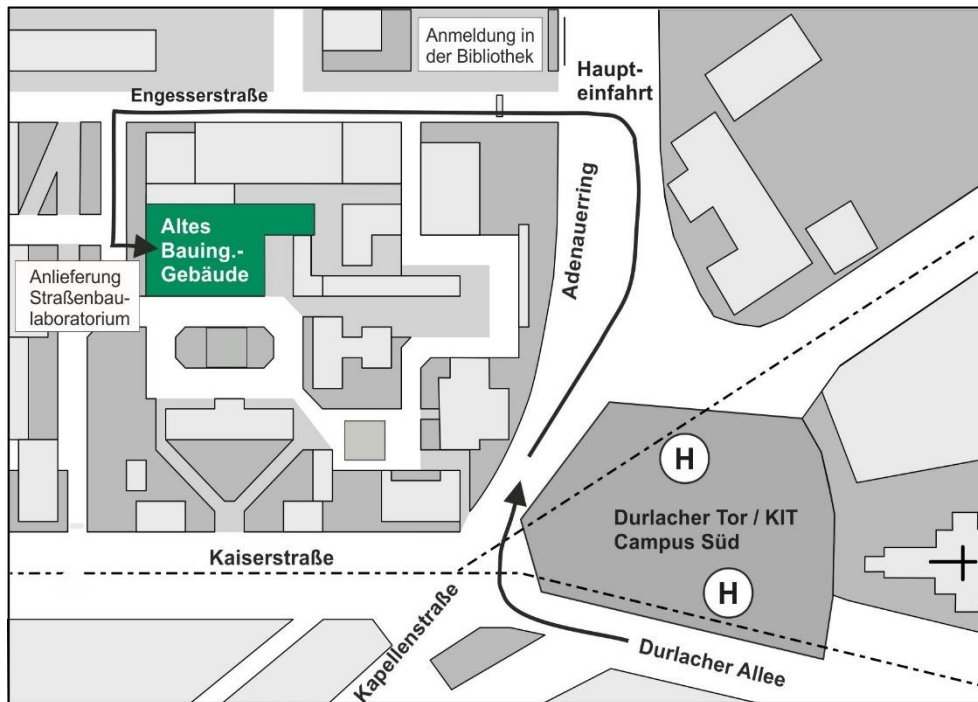 Anmeldung in
der Bibliothek
Haupt-
einfahrt
Engesserstraße
Adenauerring
Altes
Bauing.-
Gebäude
Anlieferung
Straßenbau-
laboratorium
H
Durlacher Tor / KIT
Campus Süd
H
Kaiserstraße
Kapellenstraße
Durlacher Allee